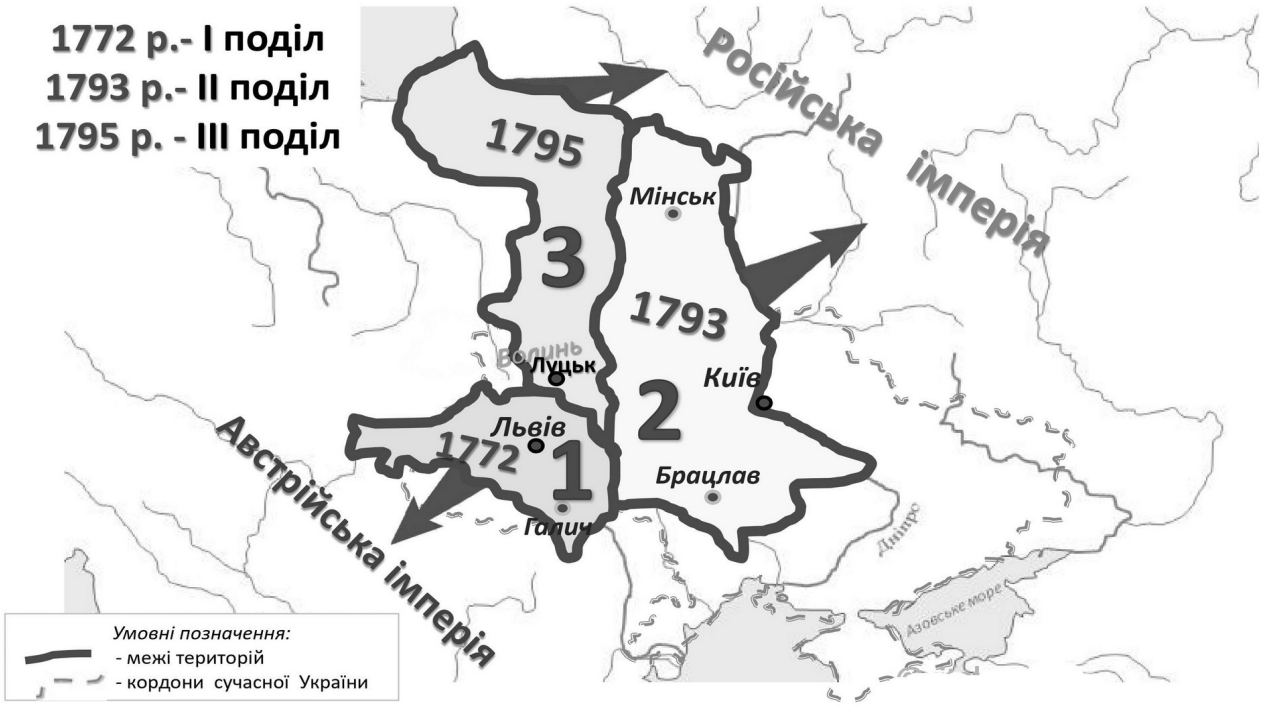 1772 р.- І поділ
1793 р.- ІІ поділ
1795 р. - ІІІ поділ
Російська імперія
1795
Мінськ
3
1793
Волинь
Луцьк
Київ
2
Львів
1772
1
Брацлав
Галич
Дніпро
Австрійська імперія
Азовське море
Умовні позначення:
- межі територій
- кордони сучасної України